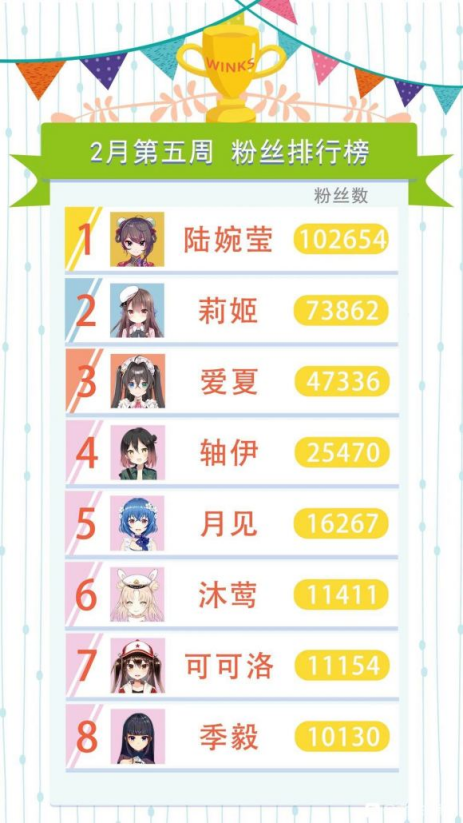 WINKS
2月第五周 粉丝排行榜
粉丝数
1 陆婉莹 102654
2 莉姬 73862
3 爱夏 47336
4 轴伊 25470
5 月见 16267
6 沐莺 11411
7 可可洛 11154
8 季毅 10130